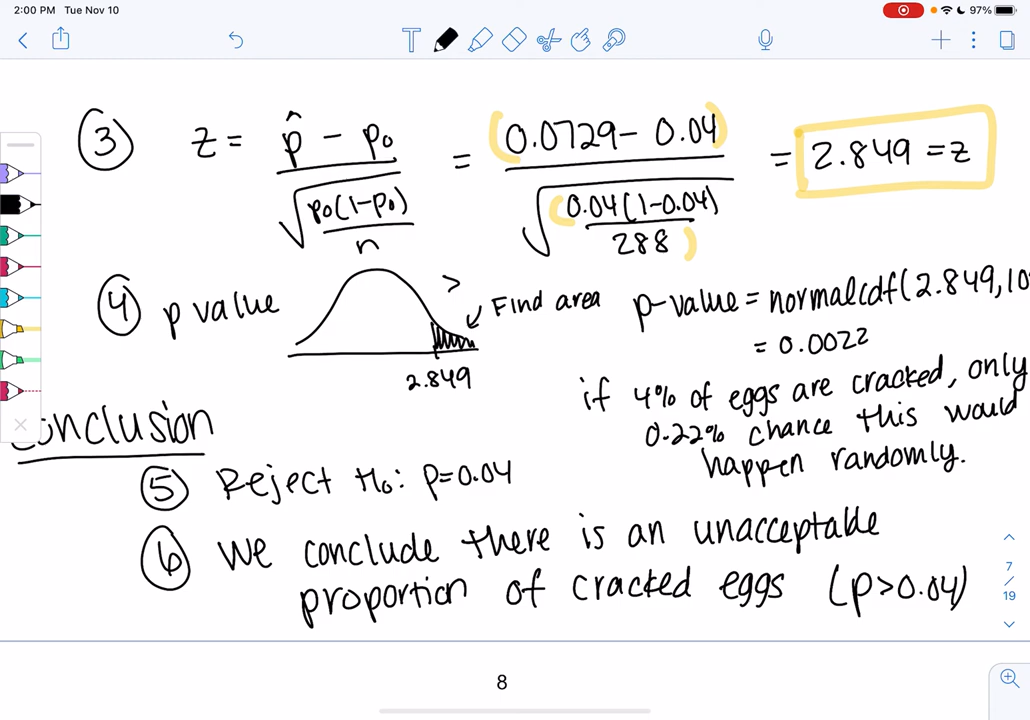 2:00 PM Tue Nov 10
97%
T
③ z = p̂ - p₀ / √(p₀(1-p₀) / n) = (0.0729 - 0.04) / √(0.04(1-0.04) / 288) = 2.849 = z
④ p value
>
Find area
2.849
p-value = normalcdf(2.849, 10
= 0.0022
if 4% of eggs are cracked, only
0.22% chance this would
happen randomly.
Conclusion
⑤ Reject H₀: p=0.04
⑥ We conclude there is an unacceptable
proportion of cracked eggs (p>0.04)
7
/
19
8